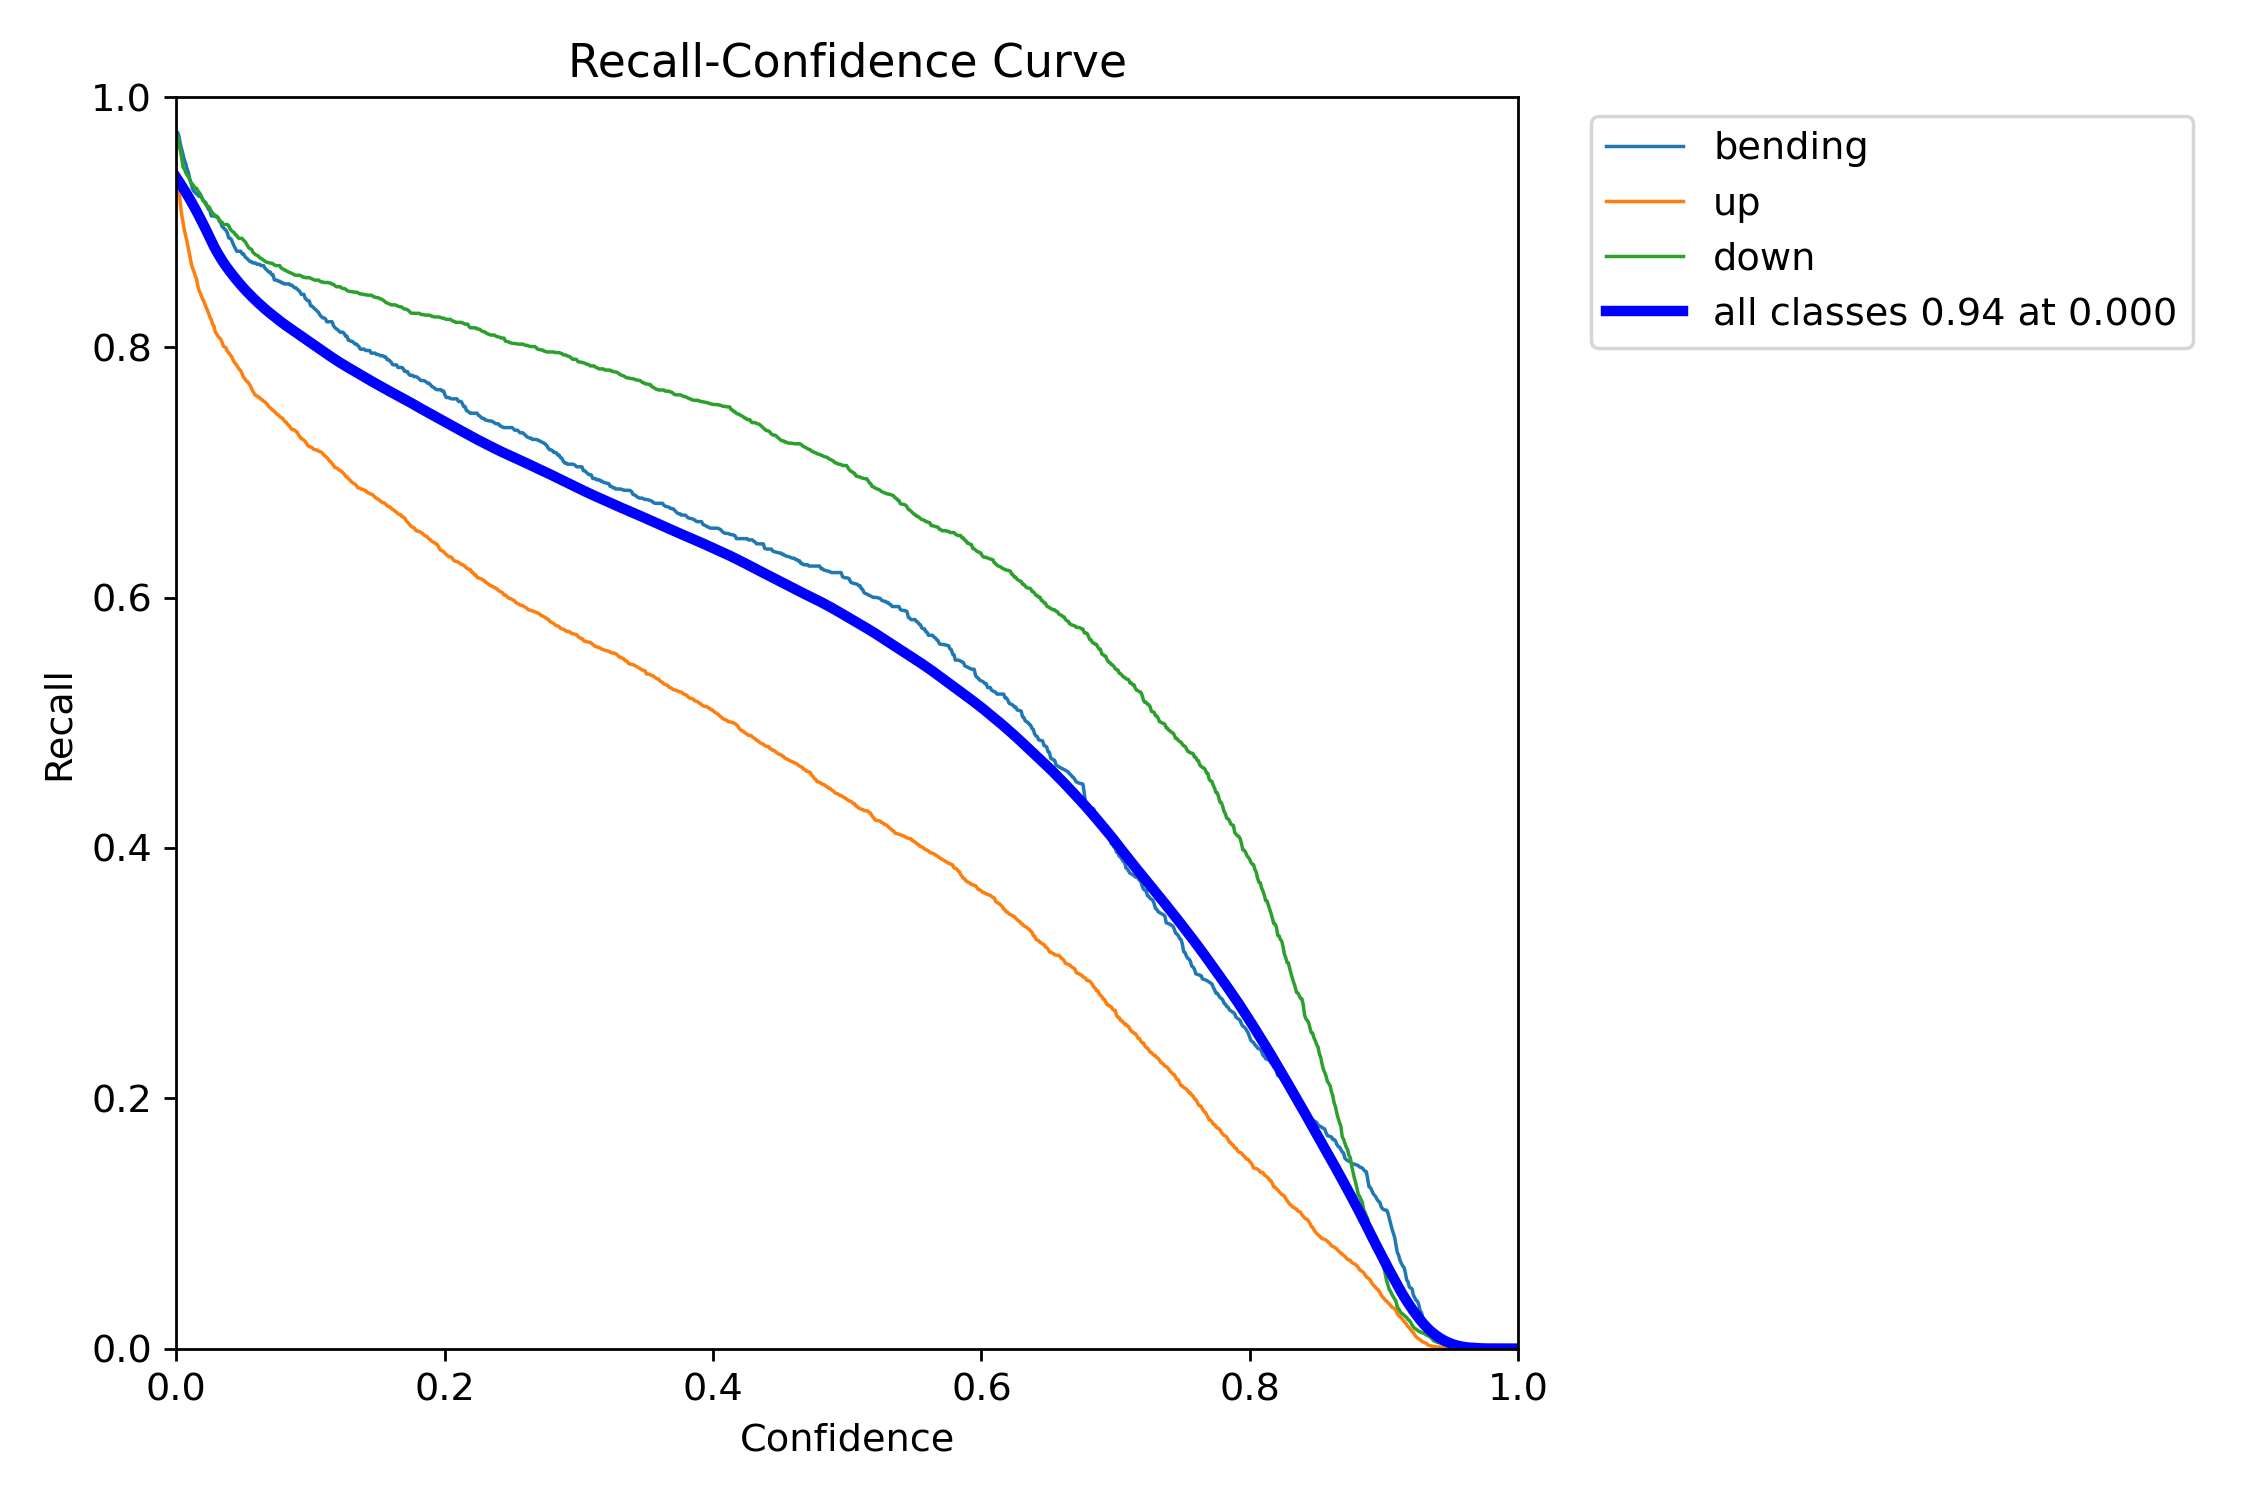 Recall-Confidence Curve
1.0
0.8
0.6
0.4
0.2
0.0
Recall
0.0 0.2 0.4 0.6 0.8 1.0
Confidence
bending
up
down
all classes 0.94 at 0.000